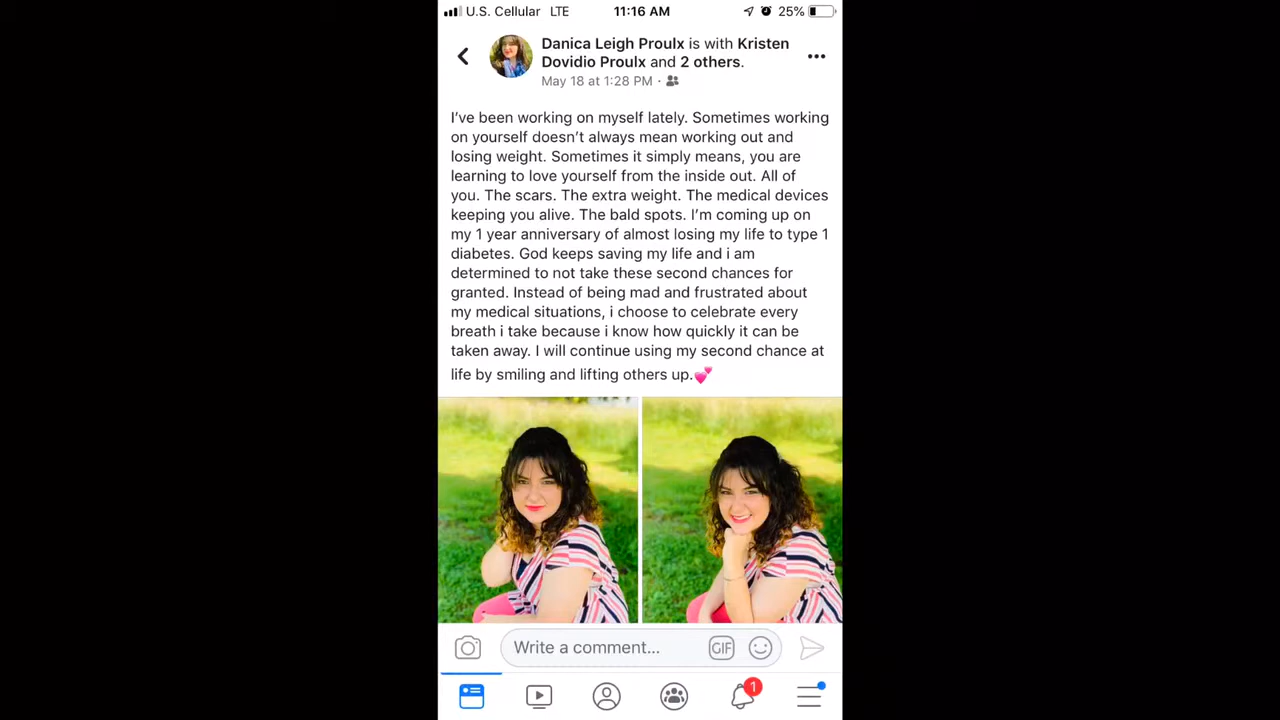 U.S. Cellular LTE 11:16 AM 25%
Danica Leigh Proulx is with Kristen
Dovidio Proulx and 2 others.
May 18 at 1:28 PM ·
I've been working on myself lately. Sometimes working
on yourself doesn't always mean working out and
losing weight. Sometimes it simply means, you are
learning to love yourself from the inside out. All of
you. The scars. The extra weight. The medical devices
keeping you alive. The bald spots. I'm coming up on
my 1 year anniversary of almost losing my life to type 1
diabetes. God keeps saving my life and i am
determined to not take these second chances for
granted. Instead of being mad and frustrated about
my medical situations, i choose to celebrate every
breath i take because i know how quickly it can be
taken away. I will continue using my second chance at
life by smiling and lifting others up.💕
Write a comment... GIF
1